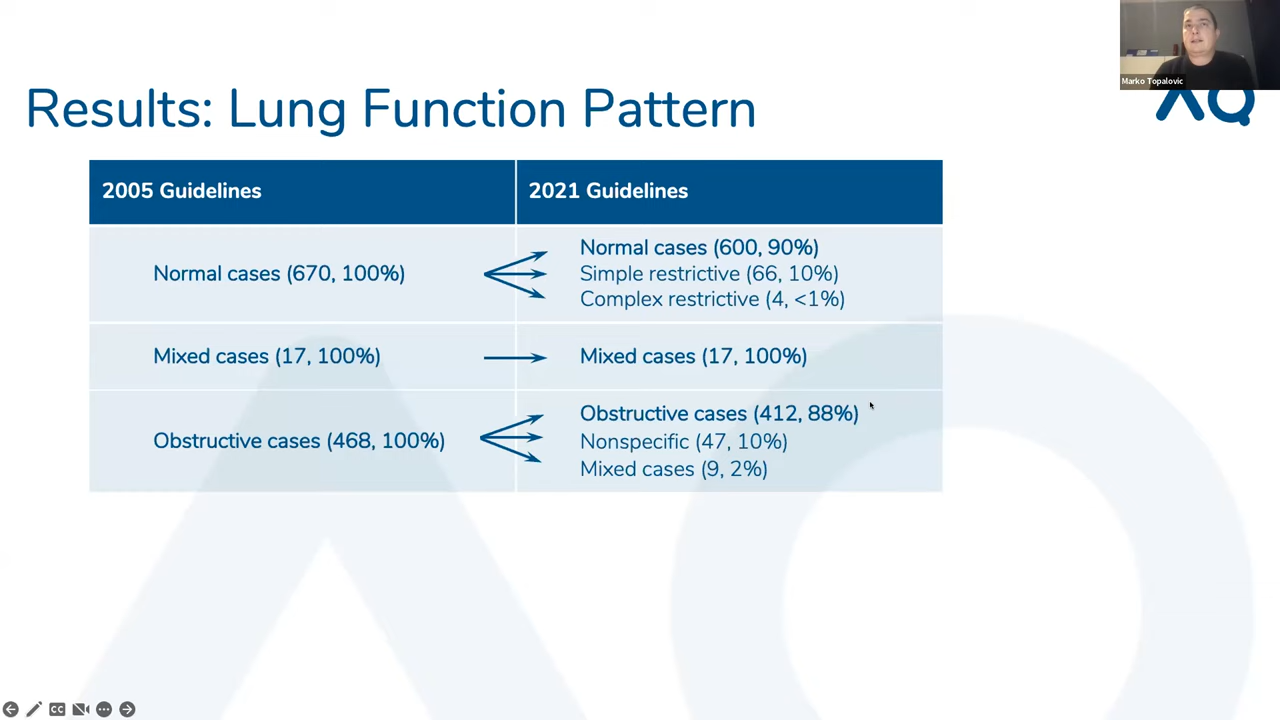 Marko Topalovic
Results: Lung Function Pattern
2005 Guidelines
2021 Guidelines
Normal cases (670, 100%)
Normal cases (600, 90%)
Simple restrictive (66, 10%)
Complex restrictive (4, <1%)
Mixed cases (17, 100%)
Mixed cases (17, 100%)
Obstructive cases (468, 100%)
Obstructive cases (412, 88%)
Nonspecific (47, 10%)
Mixed cases (9, 2%)
CC